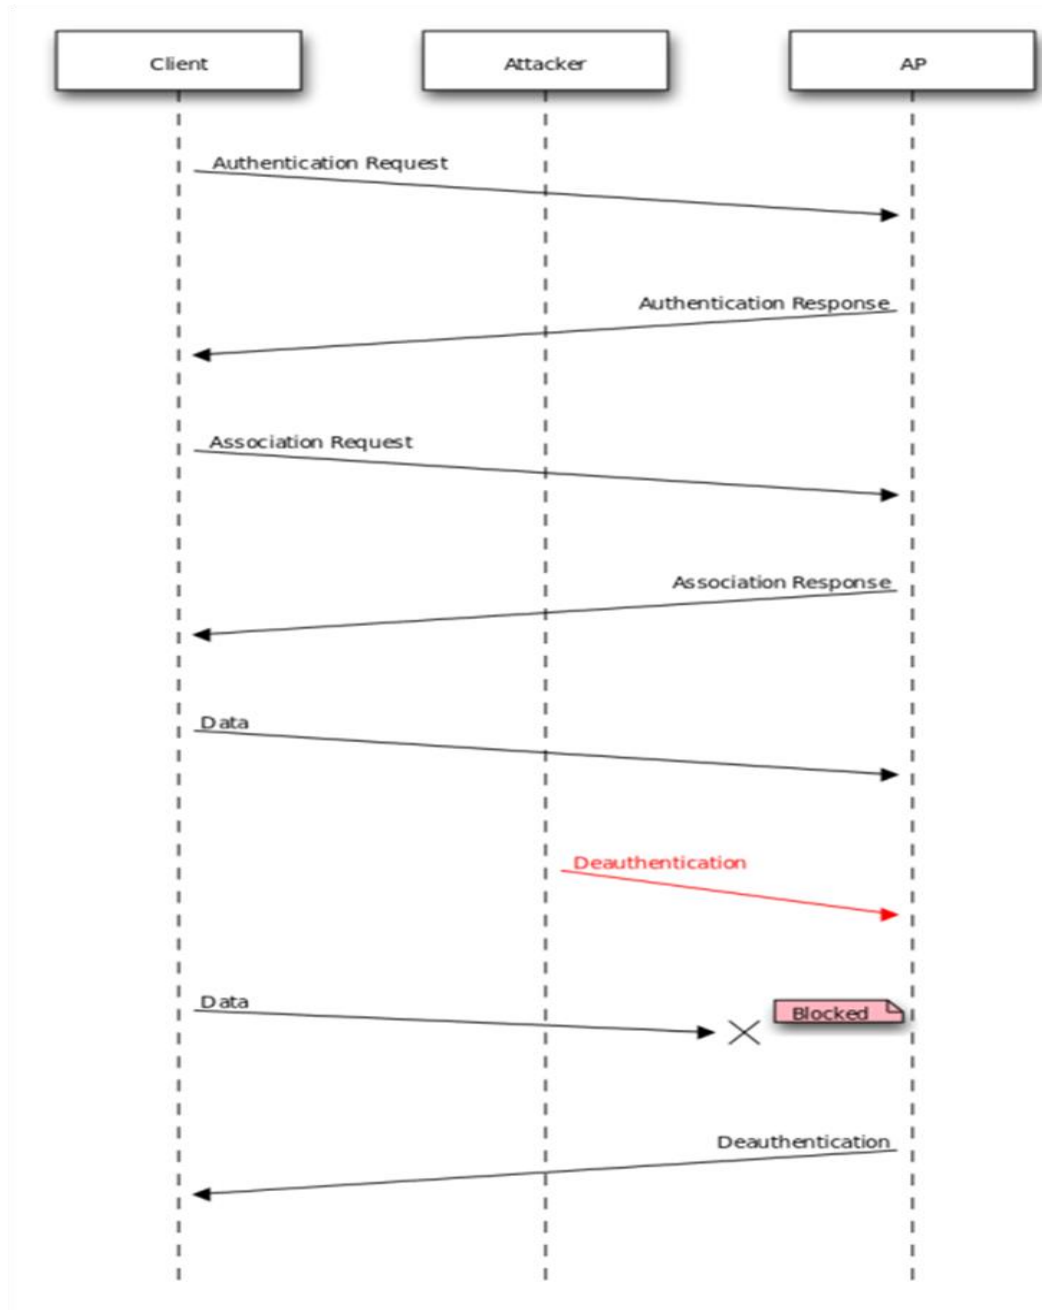 Client
Attacker
AP
Authentication Request
Authentication Response
Association Request
Association Response
Data
Deauthentication
Data
Blocked
Deauthentication